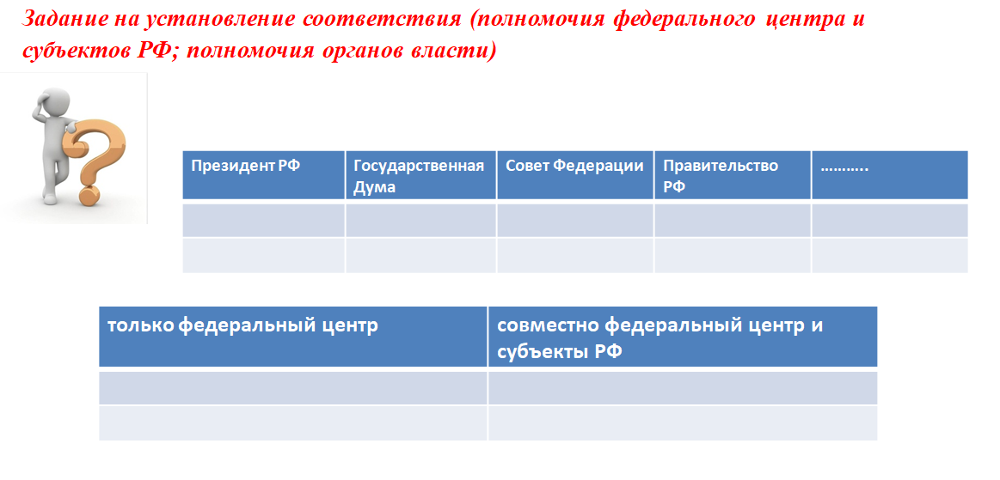 Задание на установление соответствия (полномочия федерального центра и
субъектов РФ; полномочия органов власти)
Президент РФ
Государственная
Дума
Совет Федерации
Правительство
РФ
………..
только федеральный центр
совместно федеральный центр и
субъекты РФ